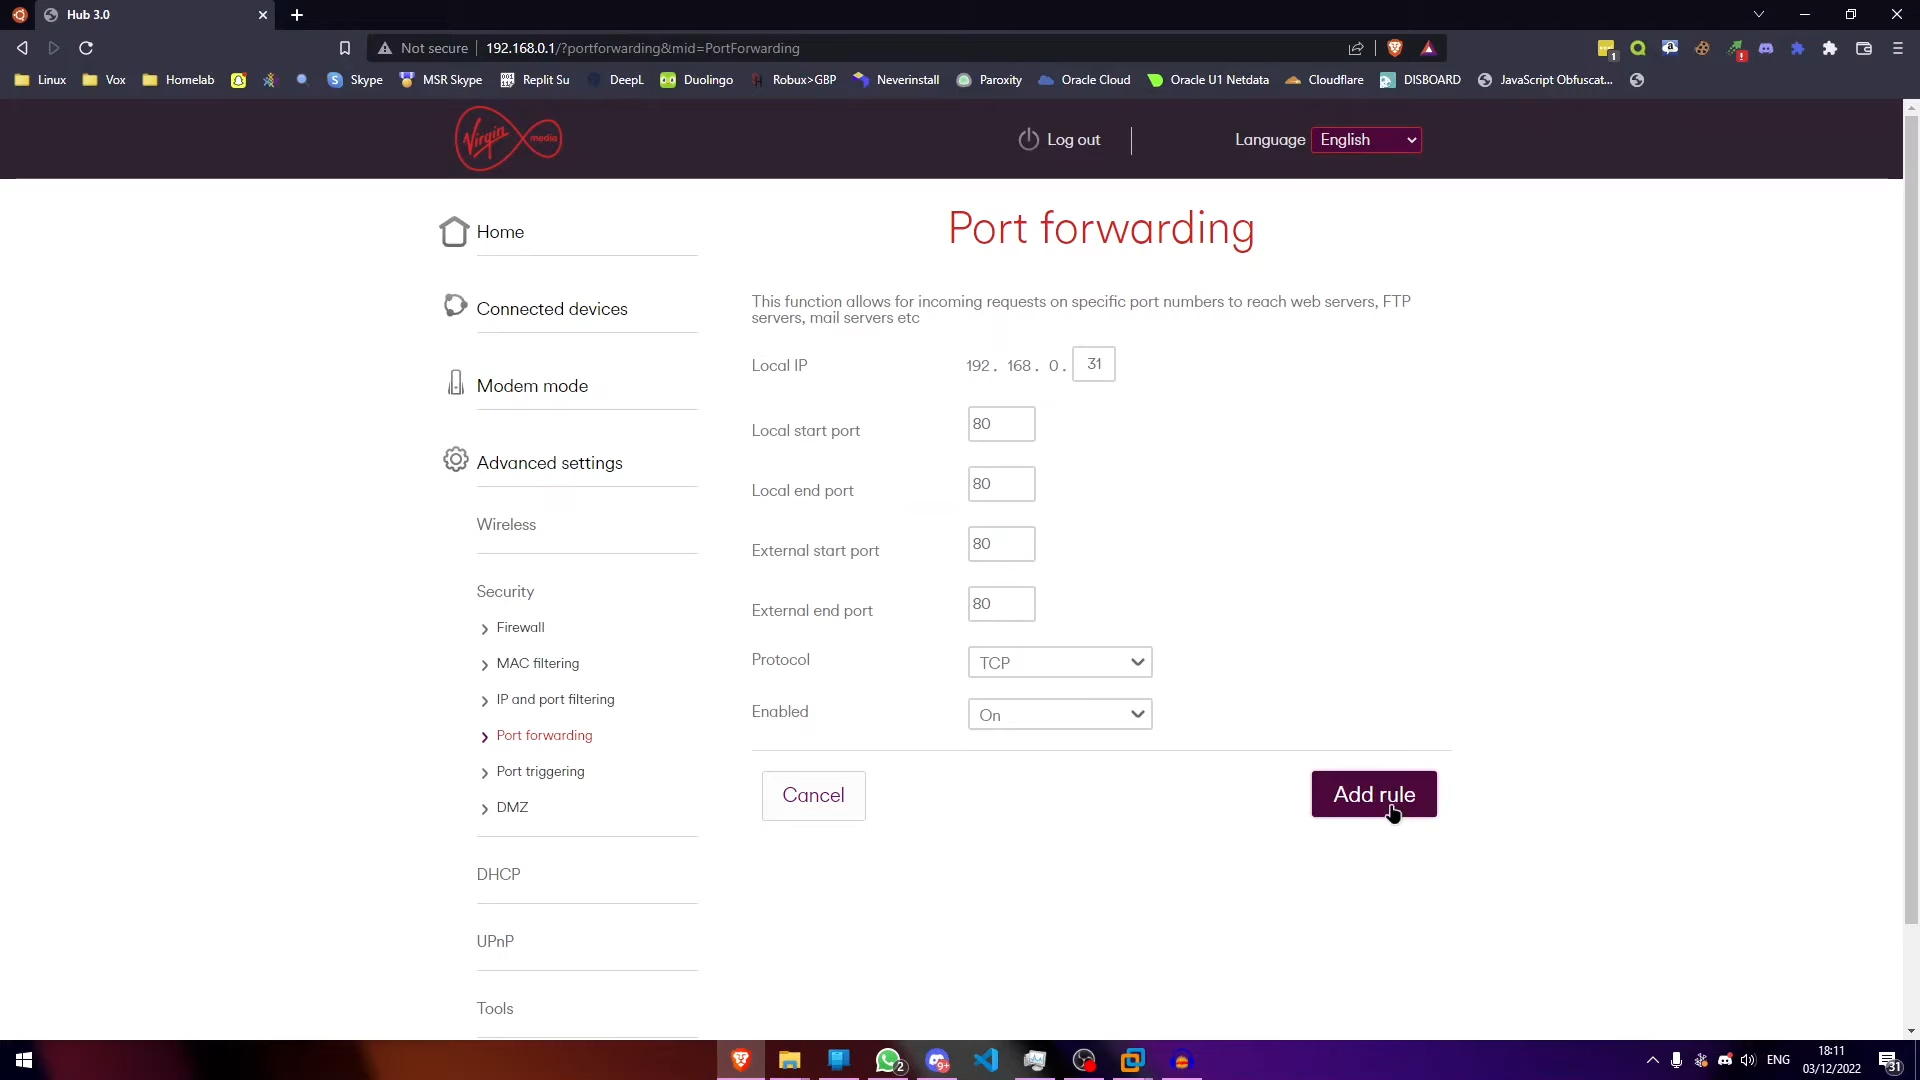 Hub 3.0
Not secure
192.168.0.1/?portforwarding&mid=PortForwarding
1
Linux
Vox
Homelab
Skype
MSR Skype
Replit Su
DeepL
Duolingo
Robux>GBP
Neverinstall
Paroxity
Oracle Cloud
Oracle U1 Netdata
Cloudflare
DISBOARD
JavaScript Obfuscat...
Virgin media
Log out
Language
English
Home
Connected devices
Modem mode
Advanced settings
Wireless
Security
Firewall
MAC filtering
IP and port filtering
Port forwarding
Port triggering
DMZ
DHCP
UPnP
Tools
Port forwarding
This function allows for incoming requests on specific port numbers to reach web servers, FTP
servers, mail servers etc
Local IP
192. 168. 0. 31
Local start port
80
Local end port
80
External start port
80
External end port
80
Protocol
TCP
Enabled
On
Cancel
Add rule
2
9+
ENG
18:11
03/12/2022
31